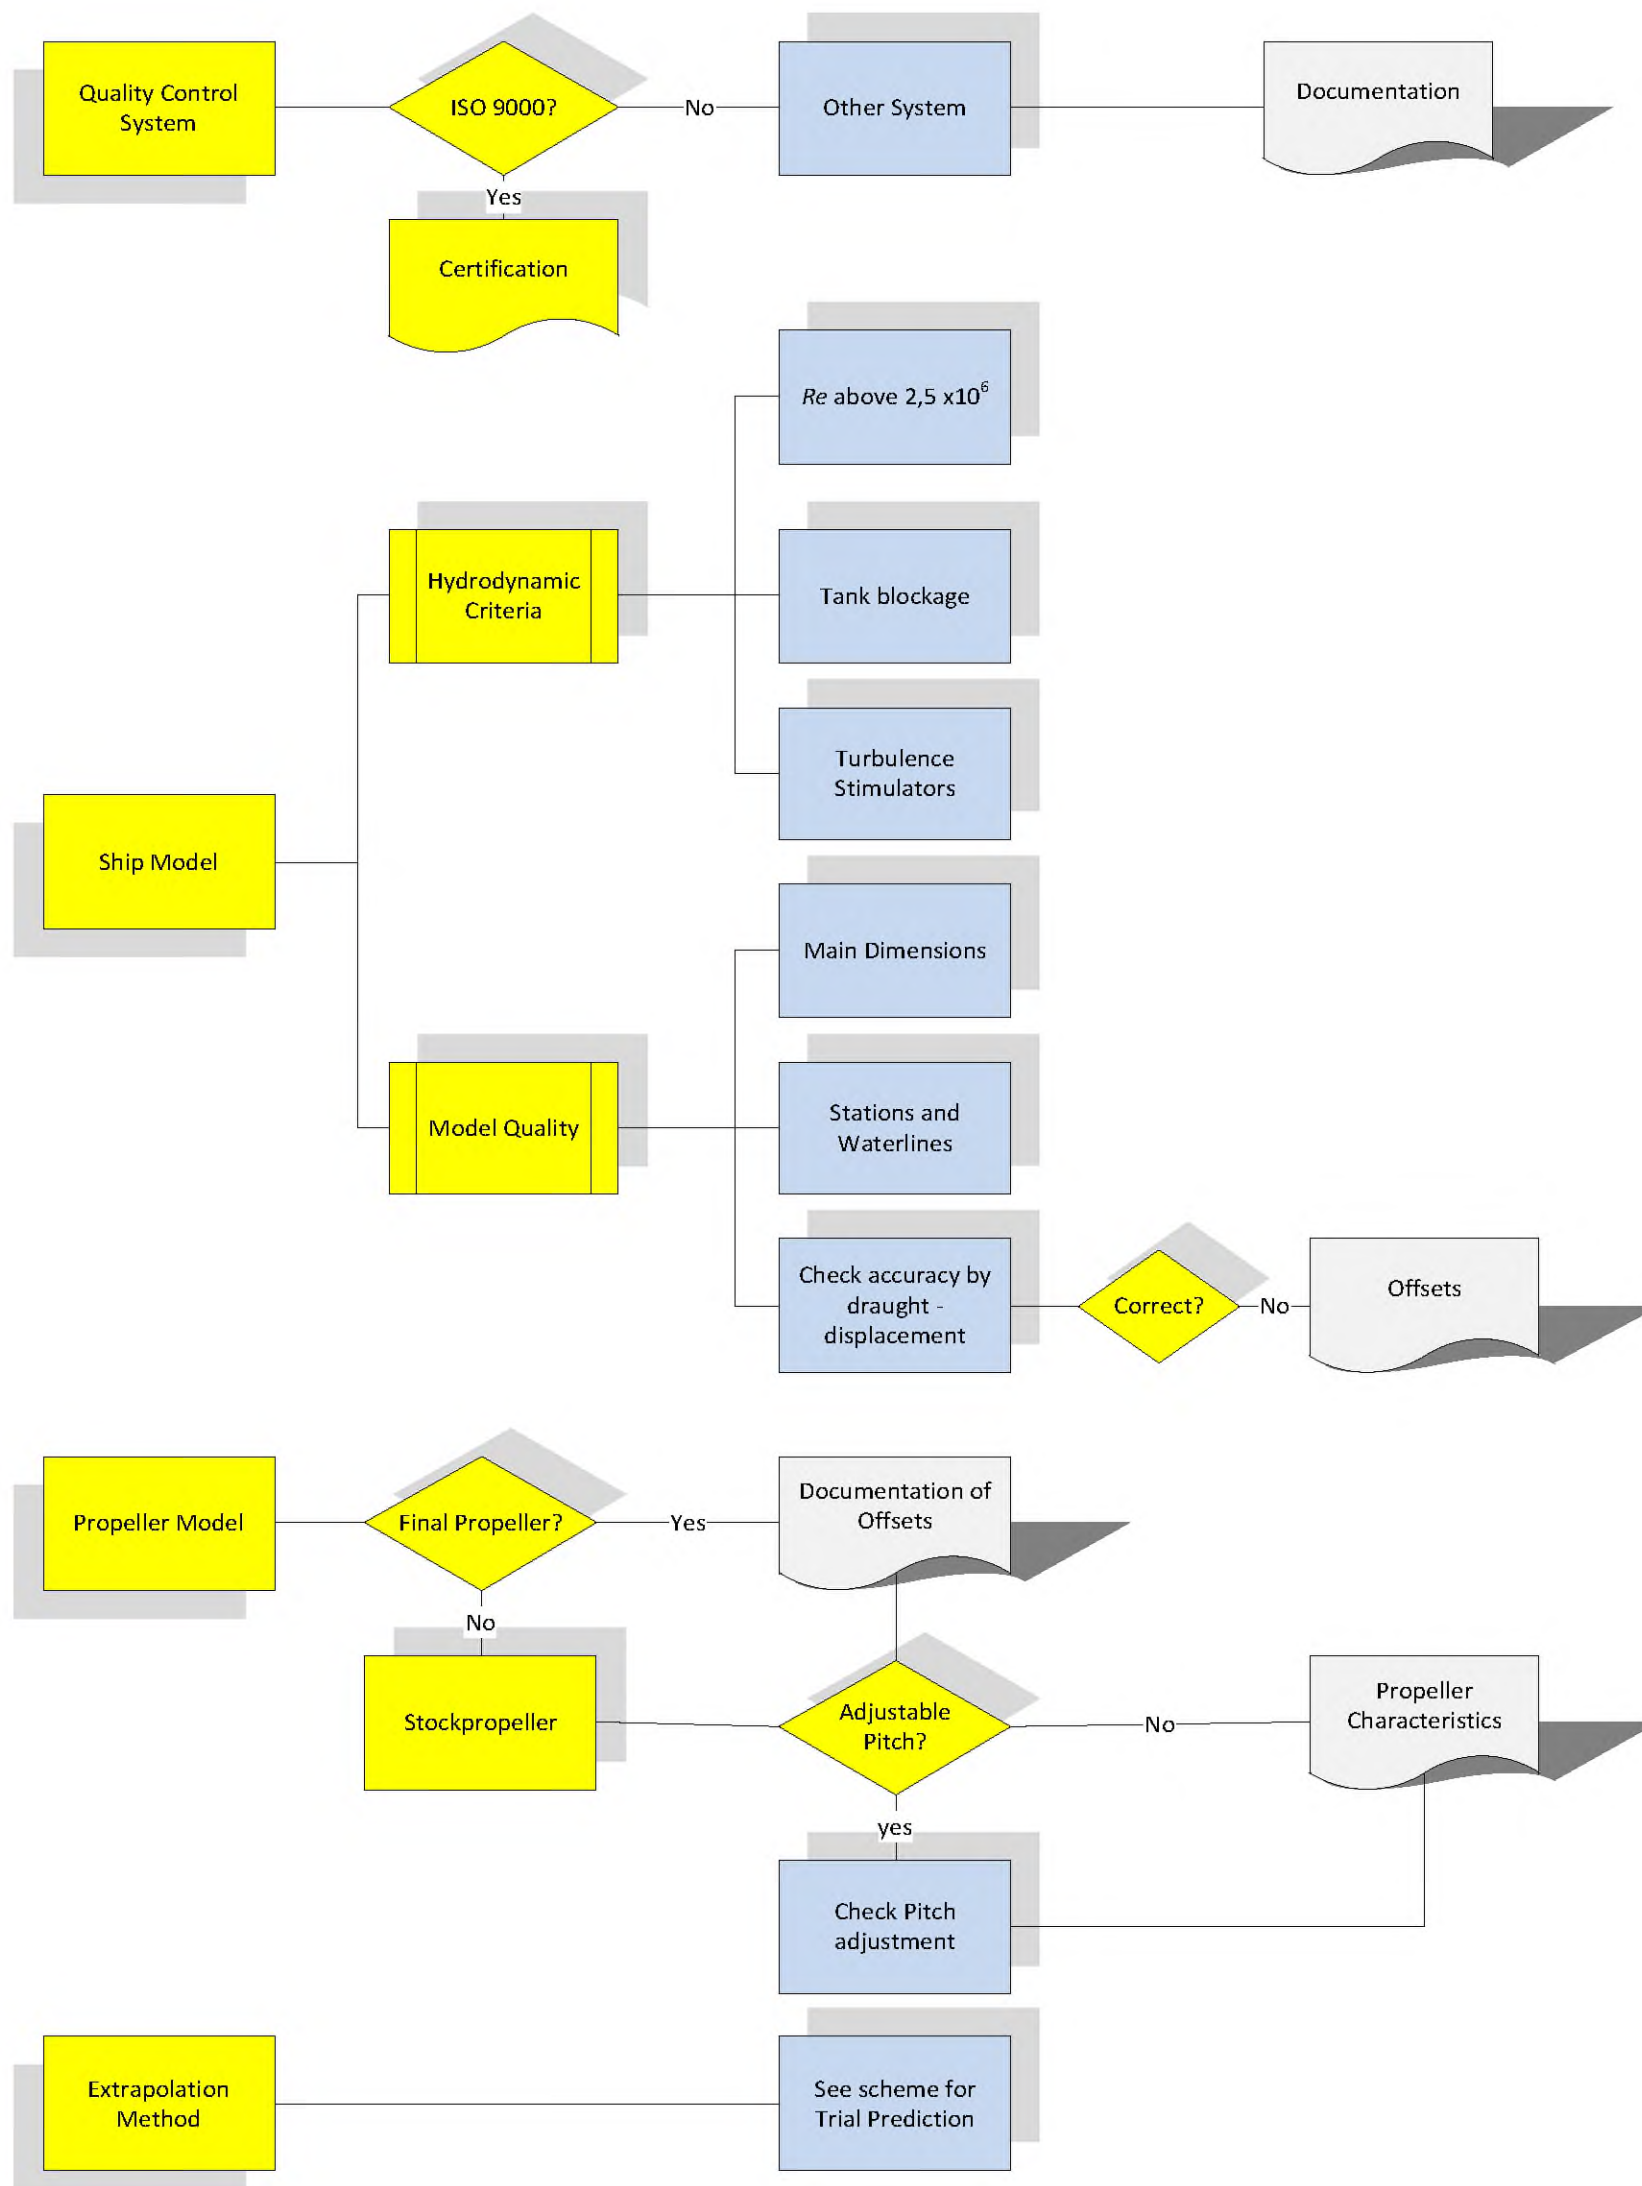 Quality Control
System
ISO 9000?
No
Other System
Documentation
Yes
Certification
Re above 2,5 x10⁶
Hydrodynamic
Criteria
Tank blockage
Turbulence
Stimulators
Ship Model
Main Dimensions
Model Quality
Stations and
Waterlines
Check accuracy by
draught -
displacement
Correct?
No
Offsets
Propeller Model
Final Propeller?
Yes
Documentation of
Offsets
No
Stockpropeller
Adjustable
Pitch?
No
Propeller
Characteristics
yes
Check Pitch
adjustment
Extrapolation
Method
See scheme for
Trial Prediction